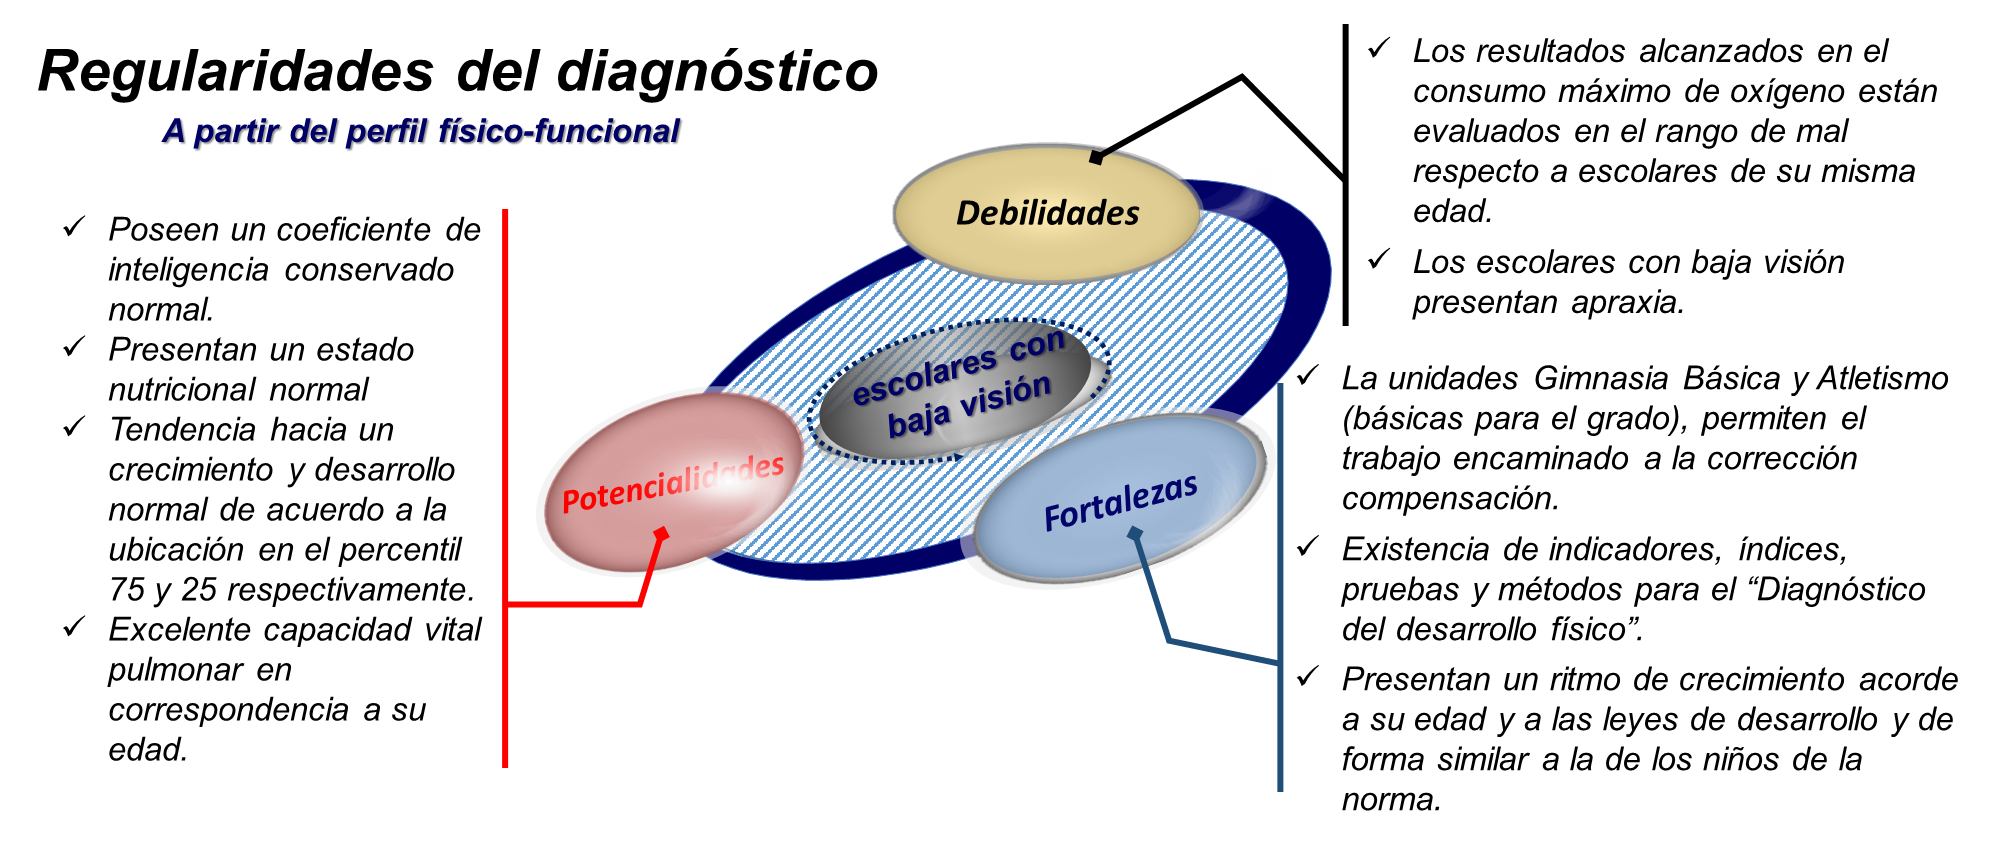 Regularidades del diagnóstico
A partir del perfil físico-funcional
✓ Poseen un coeficiente de
inteligencia conservado
normal.
✓ Presentan un estado
nutricional normal
✓ Tendencia hacia un
crecimiento y desarrollo
normal de acuerdo a la
ubicación en el percentil
75 y 25 respectivamente.
✓ Excelente capacidad vital
pulmonar en
correspondencia a su
edad.
Debilidades
escolares con
baja visión
Potencialidades
Fortalezas
✓ Los resultados alcanzados en el
consumo máximo de oxígeno están
evaluados en el rango de mal
respecto a escolares de su misma
edad.
✓ Los escolares con baja visión
presentan apraxia.
✓ La unidades Gimnasia Básica y Atletismo
(básicas para el grado), permiten el
trabajo encaminado a la corrección
compensación.
✓ Existencia de indicadores, índices,
pruebas y métodos para el “Diagnóstico
del desarrollo físico”.
✓ Presentan un ritmo de crecimiento acorde
a su edad y a las leyes de desarrollo y de
forma similar a la de los niños de la
norma.